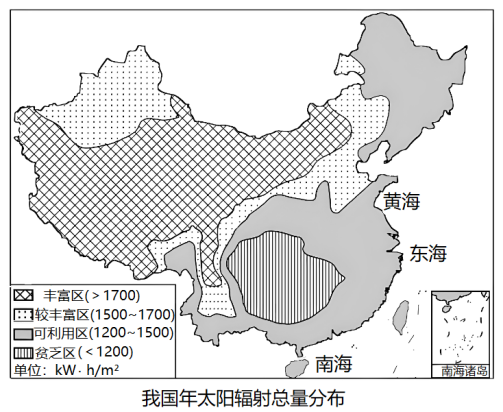 黄海
东海
南海
丰富区(＞1700)
较丰富区(1500~1700)
可利用区(1200~1500)
贫乏区(＜1200)
单位：kW·h/m²
南海诸岛
我国年太阳辐射总量分布